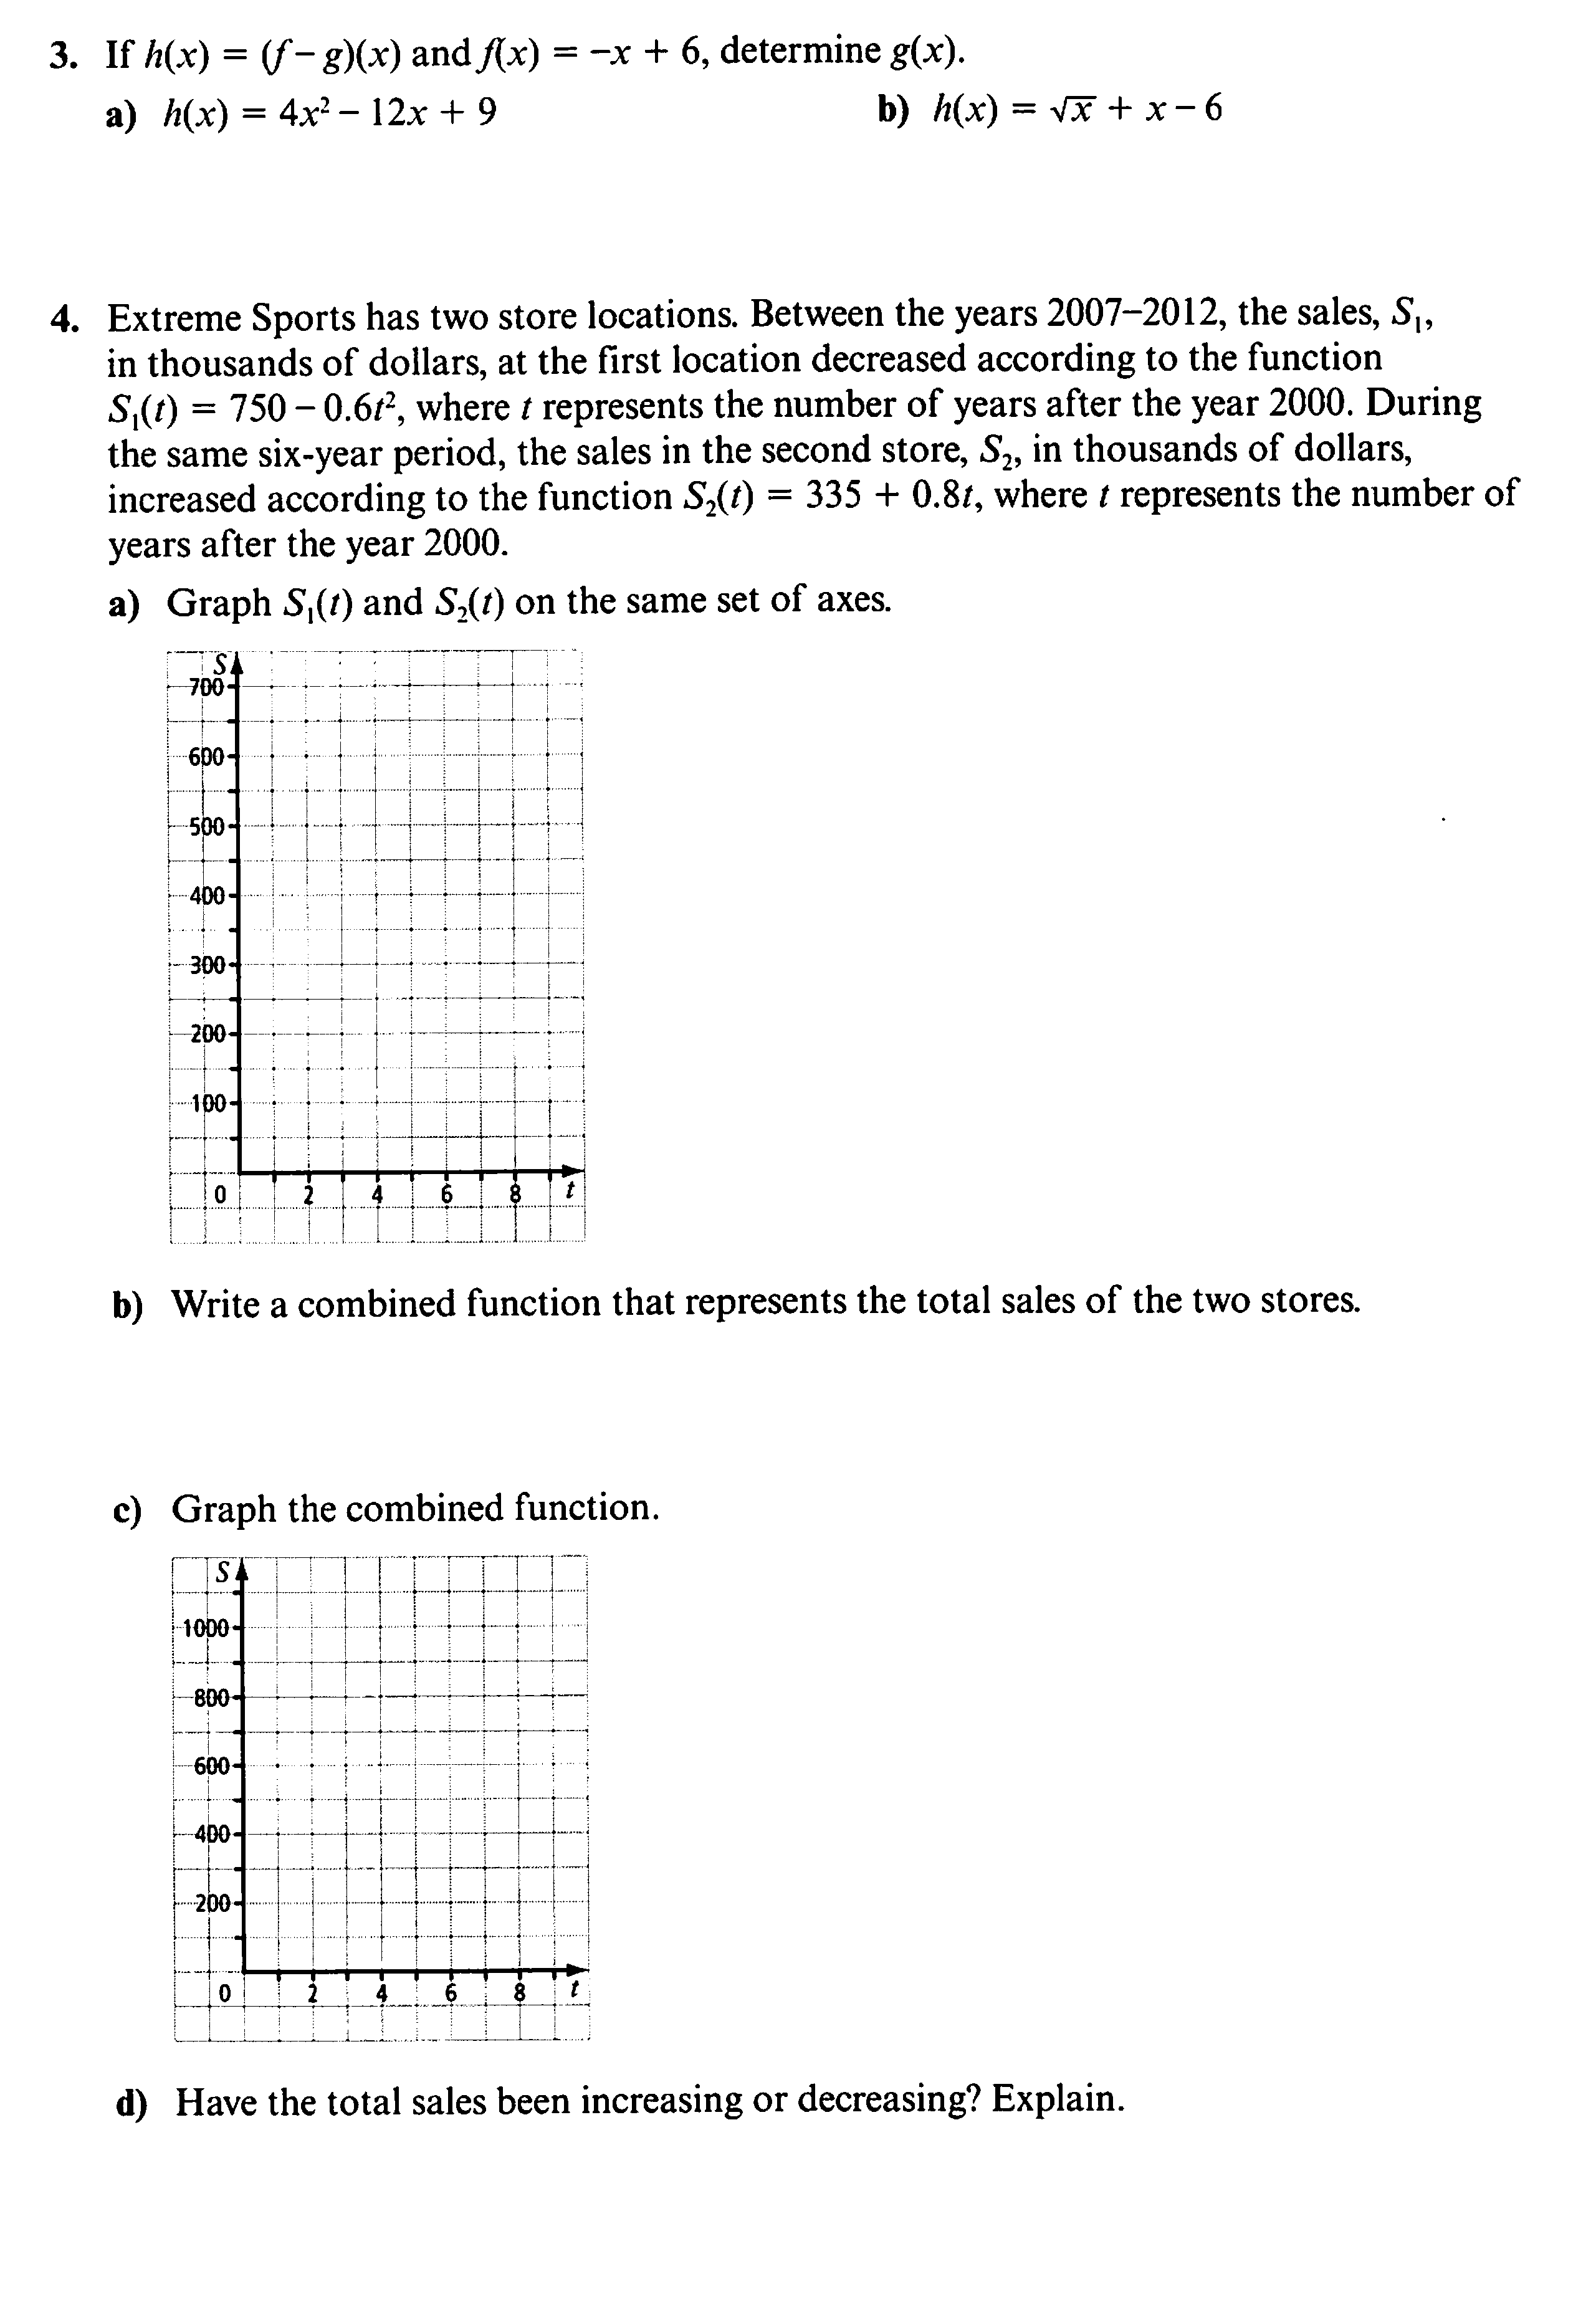 3. If h(x) = (f – g)(x) and f(x) = –x + 6, determine g(x).
a) h(x) = 4x² – 12x + 9 b) h(x) = √x + x – 6
4. Extreme Sports has two store locations. Between the years 2007–2012, the sales, S₁,
in thousands of dollars, at the first location decreased according to the function
S₁(t) = 750 – 0.6t², where t represents the number of years after the year 2000. During
the same six-year period, the sales in the second store, S₂, in thousands of dollars,
increased according to the function S₂(t) = 335 + 0.8t, where t represents the number of
years after the year 2000.
a) Graph S₁(t) and S₂(t) on the same set of axes.
S
700
600
500
400
300
200
100
0 2 4 6 8 t
b) Write a combined function that represents the total sales of the two stores.
c) Graph the combined function.
S
1000
800
600
400
200
0 2 4 6 8 t
d) Have the total sales been increasing or decreasing? Explain.